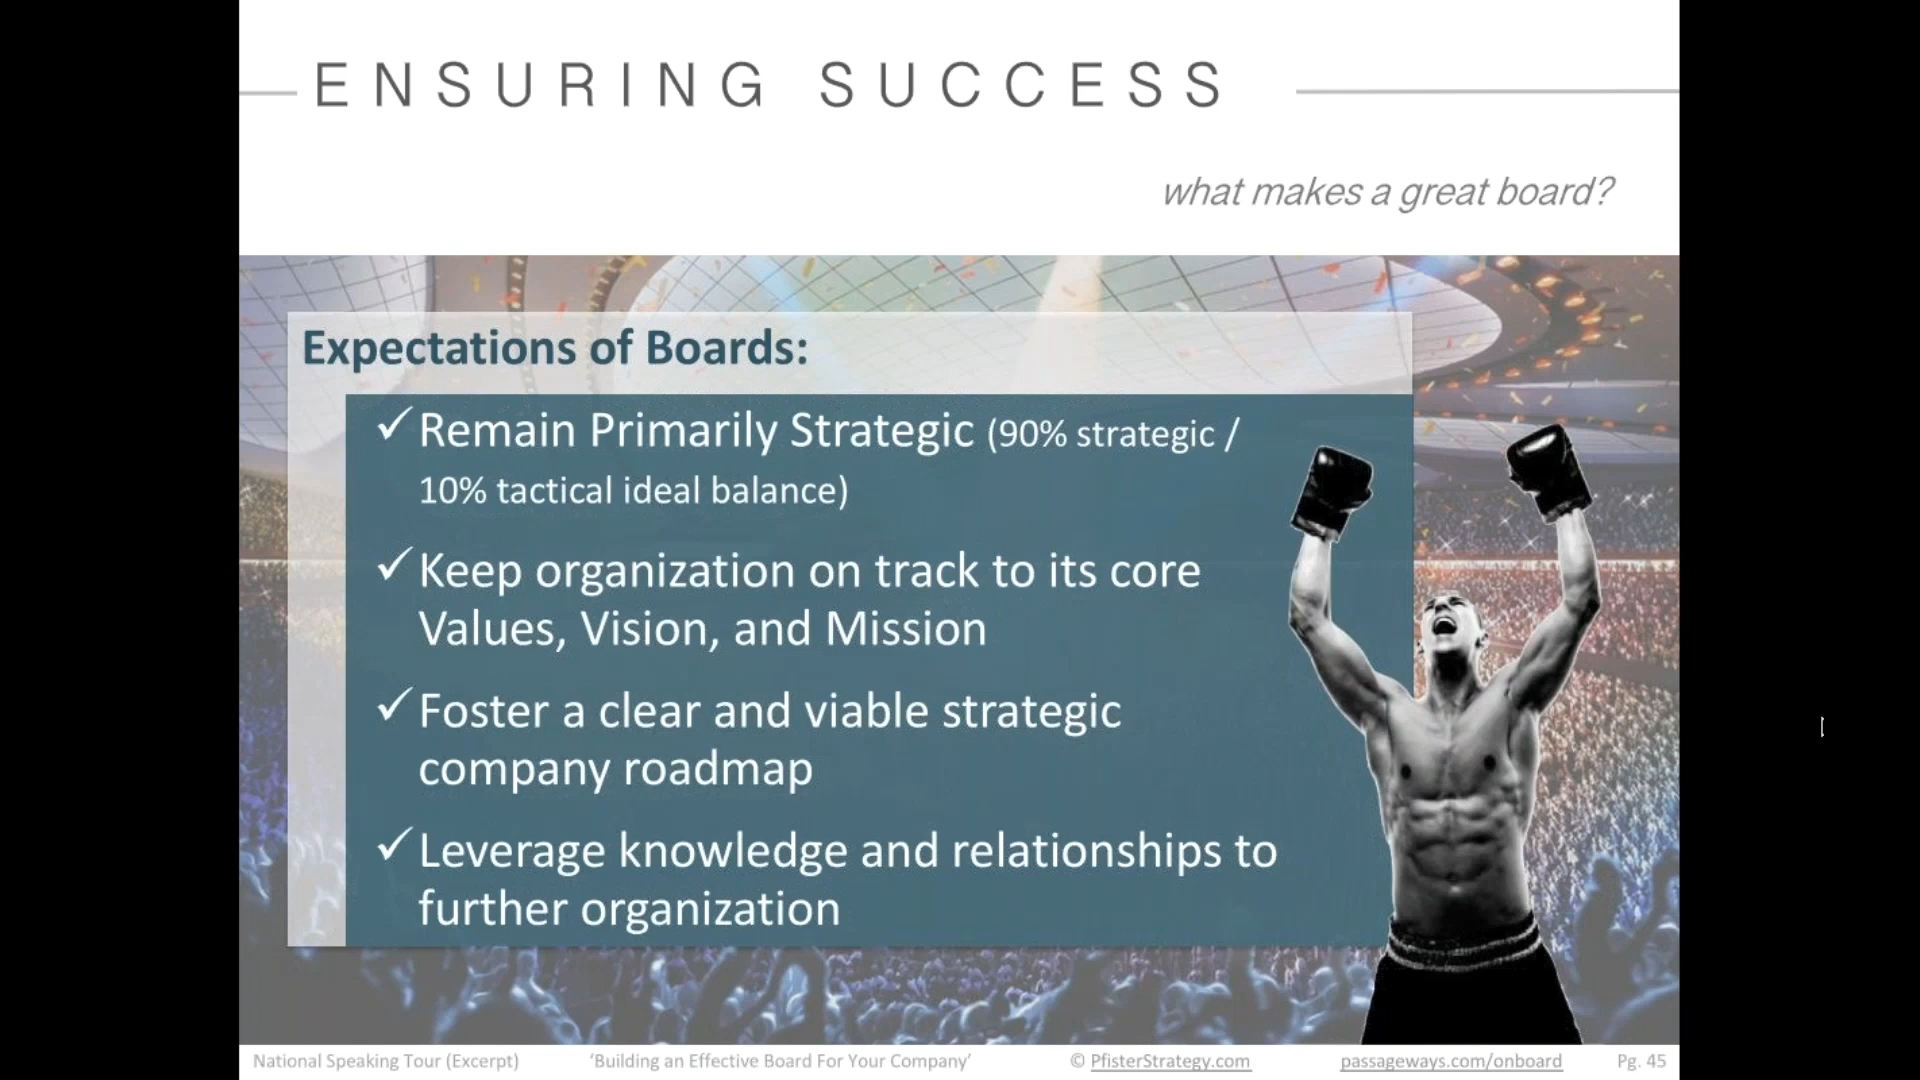 ENSURING SUCCESS
what makes a great board?
Expectations of Boards:
✓Remain Primarily Strategic (90% strategic /
10% tactical ideal balance)
✓Keep organization on track to its core
Values, Vision, and Mission
✓Foster a clear and viable strategic
company roadmap
✓Leverage knowledge and relationships to
further organization
National Speaking Tour (Excerpt) ‘Building an Effective Board For Your Company’ © PfisterStrategy.com passageways.com/onboard Pg. 45